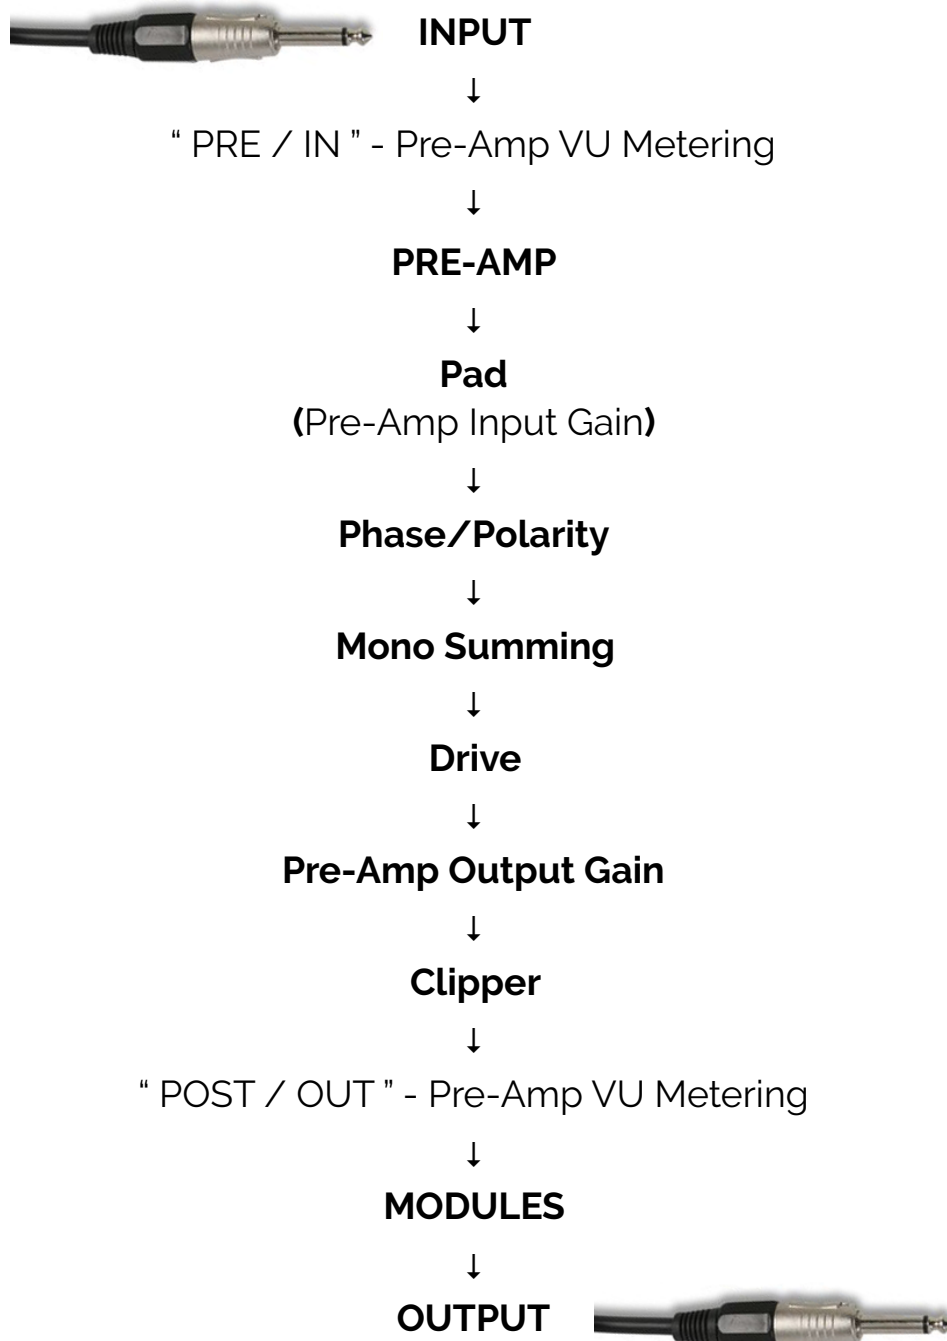 INPUT
↓
“ PRE / IN ” - Pre-Amp VU Metering
↓
PRE-AMP
↓
Pad
(Pre-Amp Input Gain)
↓
Phase/Polarity
↓
Mono Summing
↓
Drive
↓
Pre-Amp Output Gain
↓
Clipper
↓
“ POST / OUT ” - Pre-Amp VU Metering
↓
MODULES
↓
OUTPUT